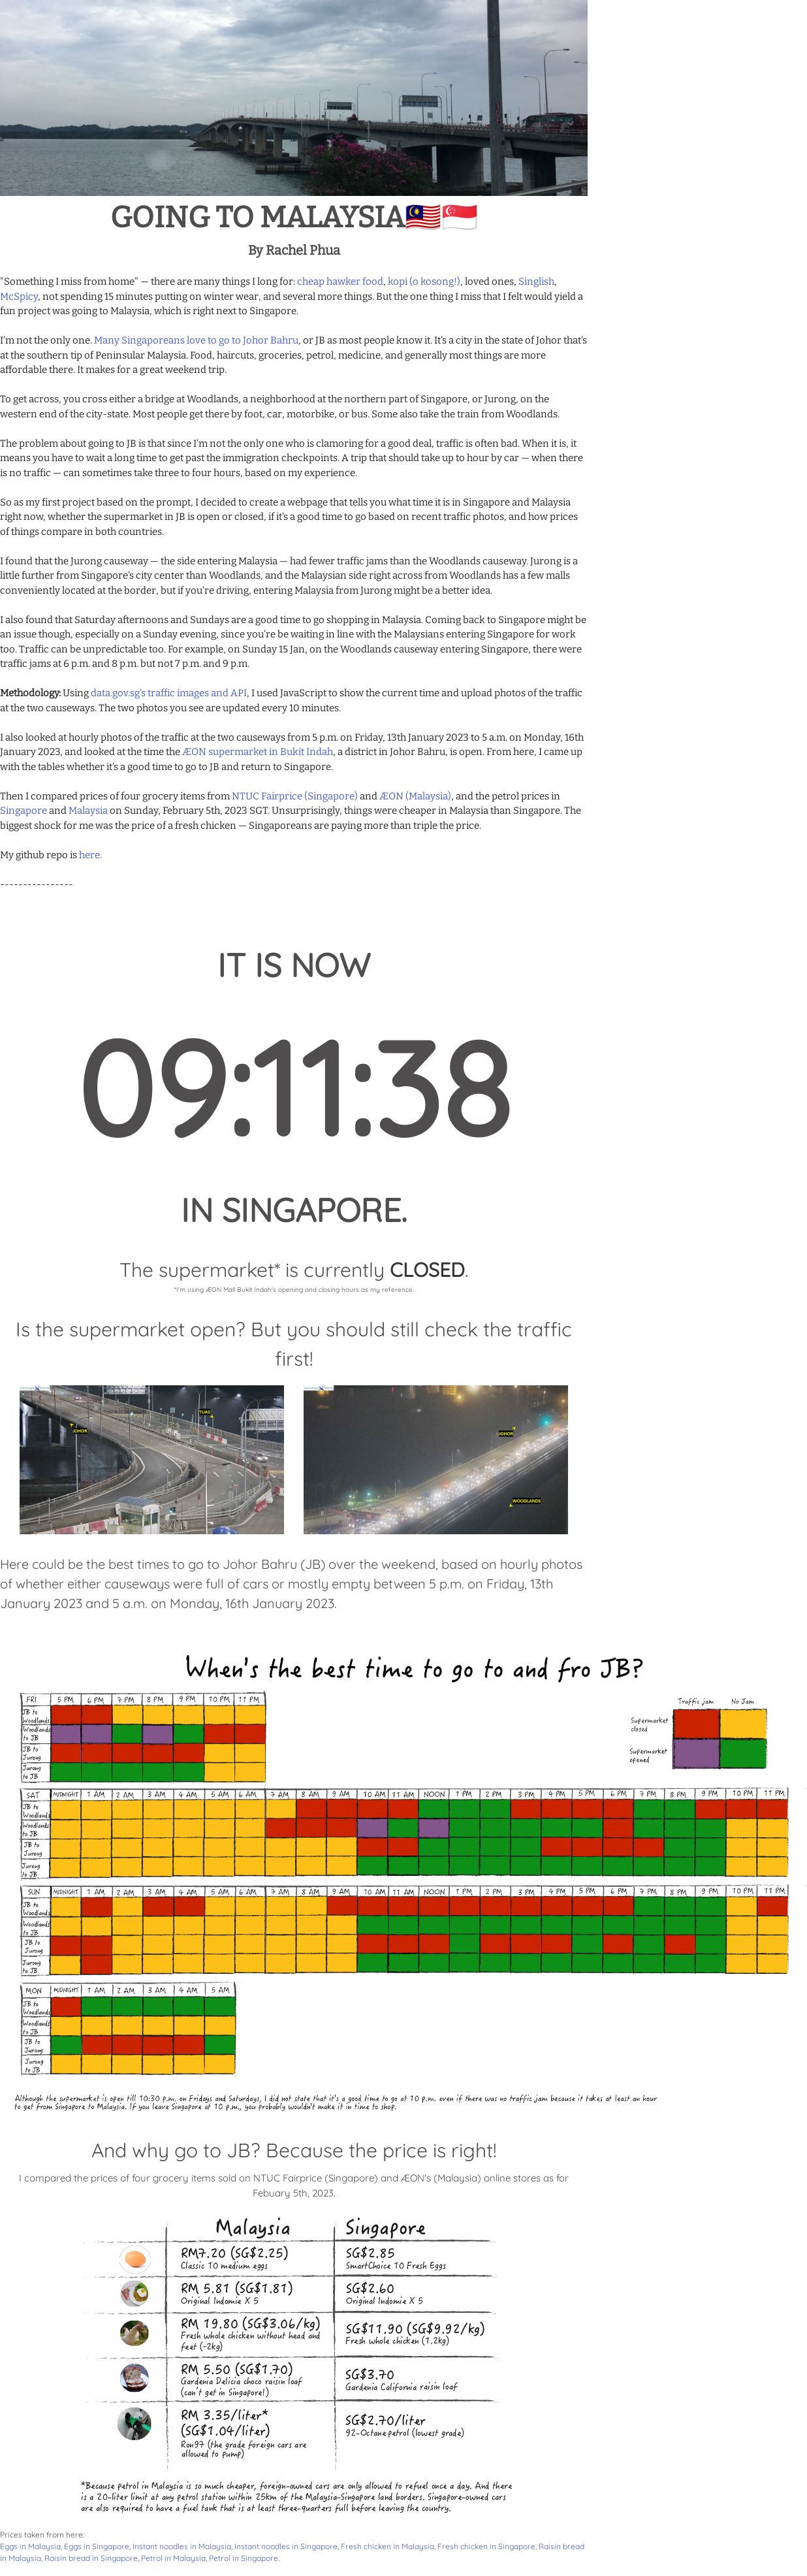 GOING TO MALAYSIA🇲🇾🇸🇬
By Rachel Phua
"Something I miss from home" — there are many things I long for: cheap hawker food, kopi (o kosong!), loved ones, Singlish,
McSpicy, not spending 15 minutes putting on winter wear, and several more things. But the one thing I miss that I felt would yield a
fun project was going to Malaysia, which is right next to Singapore.
I'm not the only one. Many Singaporeans love to go to Johor Bahru, or JB as most people know it. It's a city in the state of Johor that's
at the southern tip of Peninsular Malaysia. Food, haircuts, groceries, petrol, medicine, and generally most things are more
affordable there. It makes for a great weekend trip.
To get across, you cross either a bridge at Woodlands, a neighborhood at the northern part of Singapore, or Jurong, on the
western end of the city-state. Most people get there by foot, car, motorbike, or bus. Some also take the train from Woodlands.
The problem about going to JB is that since I'm not the only one who is clamoring for a good deal, traffic is often bad. When it is, it
means you have to wait a long time to get past the immigration checkpoints. A trip that should take up to hour by car — when there
is no traffic — can sometimes take three to four hours, based on my experience.
So as my first project based on the prompt, I decided to create a webpage that tells you what time it is in Singapore and Malaysia
right now, whether the supermarket in JB is open or closed, if it's a good time to go based on recent traffic photos, and how prices
of things compare in both countries.
I found that the Jurong causeway — the side entering Malaysia — had fewer traffic jams than the Woodlands causeway. Jurong is a
little further from Singapore's city center than Woodlands, and the Malaysian side right across from Woodlands has a few malls
conveniently located at the border, but if you're driving, entering Malaysia from Jurong might be a better idea.
I also found that Saturday afternoons and Sundays are a good time to go shopping in Malaysia. Coming back to Singapore might be
an issue though, especially on a Sunday evening, since you're be waiting in line with the Malaysians entering Singapore for work
too. Traffic can be unpredictable too. For example, on Sunday 15 Jan, on the Woodlands causeway entering Singapore, there were
traffic jams at 6 p.m. and 8 p.m. but not 7 p.m. and 9 p.m.
Methodology: Using data.gov.sg's traffic images and API, I used JavaScript to show the current time and upload photos of the traffic
at the two causeways. The two photos you see are updated every 10 minutes.
I also looked at hourly photos of the traffic at the two causeways from 5 p.m. on Friday, 13th January 2023 to 5 a.m. on Monday, 16th
January 2023, and looked at the time the ÆON supermarket in Bukit Indah, a district in Johor Bahru, is open. From here, I came up
with the tables whether it's a good time to go to JB and return to Singapore.
Then I compared prices of four grocery items from NTUC Fairprice (Singapore) and ÆON (Malaysia), and the petrol prices in
Singapore and Malaysia on Sunday, February 5th, 2023 SGT. Unsurprisingly, things were cheaper in Malaysia than Singapore. The
biggest shock for me was the price of a fresh chicken — Singaporeans are paying more than triple the price.
My github repo is here.
----------------
IT IS NOW
09:11:38
IN SINGAPORE.
The supermarket* is currently CLOSED.
*I'm using ÆON Mall Bukit Indah's opening and closing hours as my reference.
Is the supermarket open? But you should still check the traffic
first!
TUAS
JOHOR
JOHOR
WOODLANDS
Here could be the best times to go to Johor Bahru (JB) over the weekend, based on hourly photos
of whether either causeways were full of cars or mostly empty between 5 p.m. on Friday, 13th
January 2023 and 5 a.m. on Monday, 16th January 2023.
When's the best time to go to and fro JB?
Traffic jam No Jam
Supermarket closed
Supermarket opened
FRI 5 PM 6 PM 7 PM 8 PM 9 PM 10 PM 11 PM
JB to Woodlands
Woodlands to JB
JB to Jurong
Jurong to JB
SAT MIDNIGHT 1 AM 2 AM 3 AM 4 AM 5 AM 6 AM 7 AM 8 AM 9 AM 10 AM 11 AM NOON 1 PM 2 PM 3 PM 4 PM 5 PM 6 PM 7 PM 8 PM 9 PM 10 PM 11 PM
JB to Woodlands
Woodlands to JB
JB to Jurong
Jurong to JB
SUN MIDNIGHT 1 AM 2 AM 3 AM 4 AM 5 AM 6 AM 7 AM 8 AM 9 AM 10 AM 11 AM NOON 1 PM 2 PM 3 PM 4 PM 5 PM 6 PM 7 PM 8 PM 9 PM 10 PM 11 PM
JB to Woodlands
Woodlands to JB
JB to Jurong
Jurong to JB
MON MIDNIGHT 1 AM 2 AM 3 AM 4 AM 5 AM
JB to Woodlands
Woodlands to JB
JB to Jurong
Jurong to JB
Although the supermarket is open till 10:30 p.m. on Fridays and Saturdays, I did not state that it's a good time to go at 10 p.m. even if there was no traffic jam because it takes at least an hour
to get from Singapore to Malaysia. If you leave Singapore at 10 p.m., you probably wouldn't make it in time to shop.
And why go to JB? Because the price is right!
I compared the prices of four grocery items sold on NTUC Fairprice (Singapore) and ÆON's (Malaysia) online stores as for
Febuary 5th, 2023.
Malaysia Singapore
RM7.20 (SG$2.25) SG$2.85
Classic 10 medium eggs SmartChoice 10 Fresh Eggs
RM 5.81 (SG$1.81) SG$2.60
Original Indomie X 5 Original Indomie X 5
RM 19.80 (SG$3.06/kg) SG$11.90 (SG$9.92/kg)
Fresh whole chicken without head and Fresh whole chicken (1.2kg)
feet (~2kg)
RM 5.50 (SG$1.70) SG$3.70
Gardenia Delicia choco raisin loaf Gardenia California raisin loaf
(can't get in Singapore!)
RM 3.35/liter* SG$2.70/liter
(SG$1.04/liter) 92-Octane petrol (lowest grade)
Ron97 (the grade foreign cars are
allowed to pump)
*Because petrol in Malaysia is so much cheaper, foreign-owned cars are only allowed to refuel once a day. And there
is a 20-liter limit at any petrol station within 25km of the Malaysia-Singapore land borders. Singapore-owned cars
are also required to have a fuel tank that is at least three-quarters full before leaving the country.
Prices taken from here:
Eggs in Malaysia, Eggs in Singapore, Instant noodles in Malaysia, Instant noodles in Singapore, Fresh chicken in Malaysia, Fresh chicken in Singapore, Raisin bread
in Malaysia, Raisin bread in Singapore, Petrol in Malaysia, Petrol in Singapore.